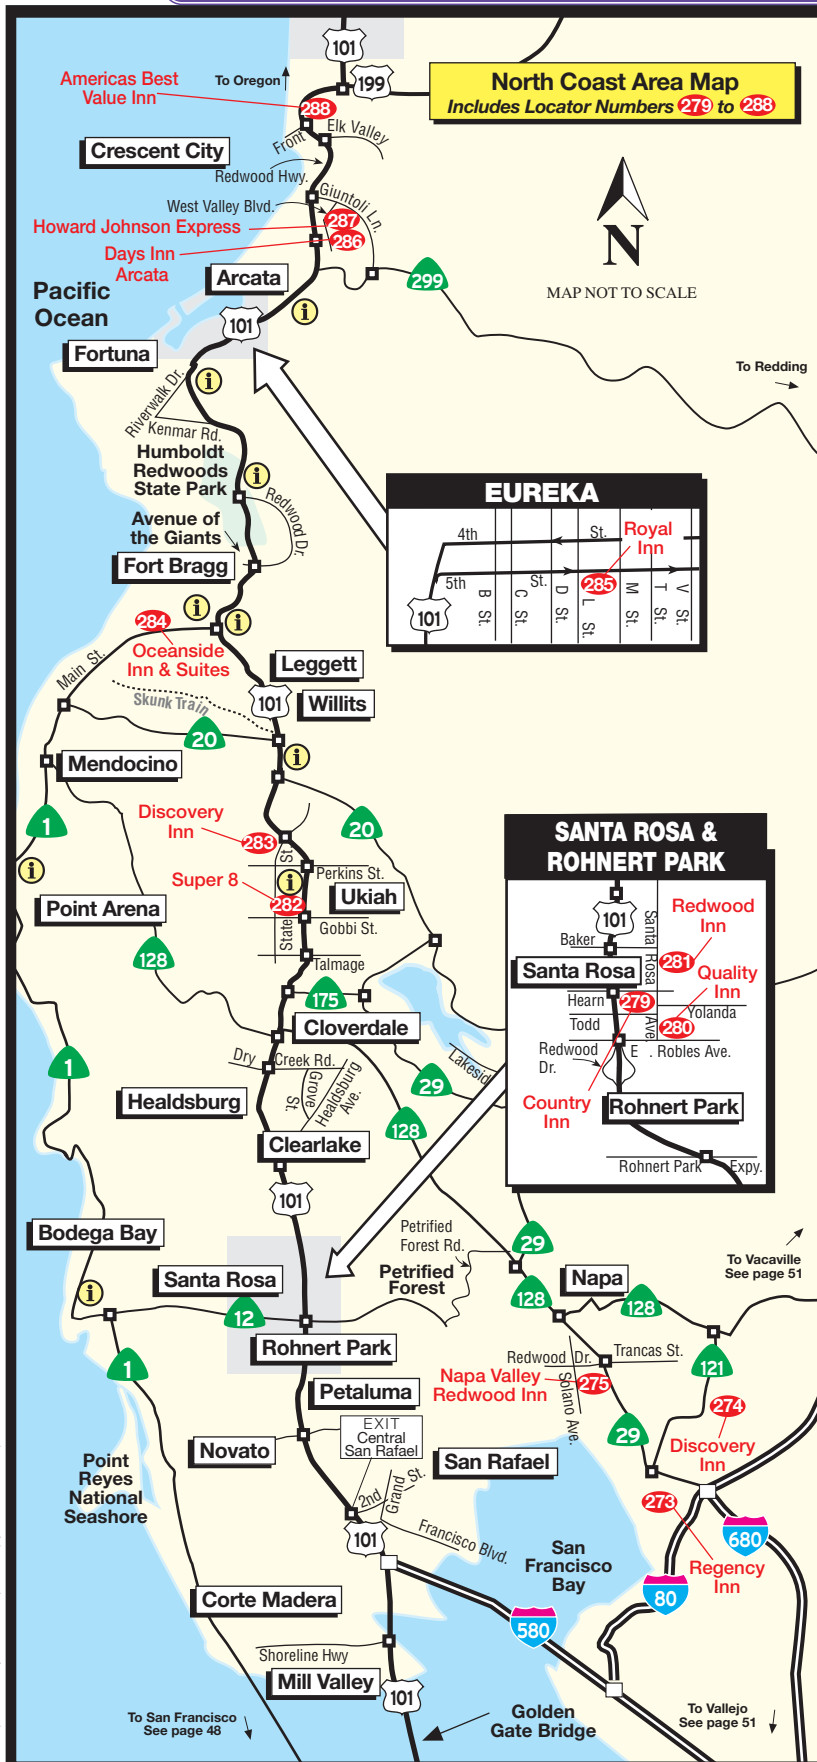 101
199
To Oregon
Americas Best
Value Inn
288
North Coast Area Map
Includes Locator Numbers 279 to 288
Front
Elk Valley
Crescent City
Redwood Hwy.
Giuntoli Ln.
West Valley Blvd.
Howard Johnson Express
287
286
Days Inn
Arcata
N
MAP NOT TO SCALE
Arcata
299
Pacific
Ocean
i
101
Fortuna
To Redding
i
Riverwalk Dr.
Kenmar Rd.
Humboldt
Redwoods
State Park
i
Redwood Dr.
Avenue of
the Giants
Fort Bragg
EUREKA
4th
St.
Royal
Inn
5th
St.
285
101
B St.
C St.
D St.
L St.
M St.
T St.
V St.
i
i
284
Oceanside
Inn & Suites
Main St.
Leggett
101
Willits
Skunk Train
20
i
Mendocino
1
Discovery
Inn
283
20
St.
i
Perkins St.
Super 8
282
Ukiah
i
Point Arena
State
Gobbi St.
128
Talmage
175
Cloverdale
SANTA ROSA &
ROHNERT PARK
101
Santa Rosa
Ave.
Redwood
Inn
Baker
281
Santa Rosa
Quality
Inn
Hearn
279
Yolanda
Todd
280
Redwood
Dr.
E . Robles Ave.
Country
Inn
Rohnert Park
Rohnert Park Expy.
1
Dry Creek Rd.
Lakeside
29
Grove
St.
Healdsburg
Ave.
Healdsburg
128
Clearlake
101
Bodega Bay
Petrified
Forest Rd.
29
To Vacaville
See page 51
Santa Rosa
Petrified
Forest
Napa
i
12
128
128
Rohnert Park
Redwood Dr.
Trancas St.
1
121
Petaluma
Napa Valley
Redwood Inn
275
Solano Ave.
274
EXIT
Central
San Rafael
Novato
29
Discovery
Inn
San Rafael
Point
Reyes
National
Seashore
2nd
Grand St.
273
101
Francisco Blvd.
680
San
Francisco
Bay
Regency
Inn
Corte Madera
80
580
Shoreline Hwy
Mill Valley
101
To San Francisco
See page 48
Golden
Gate Bridge
To Vallejo
See page 51